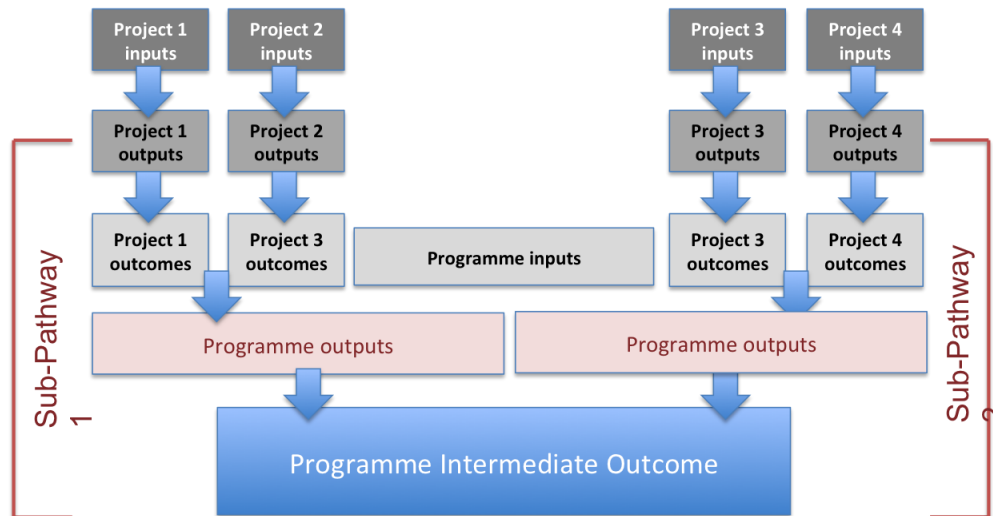 Project 1
inputs
Project 2
inputs
Project 3
inputs
Project 4
inputs
Project 1
outputs
Project 2
outputs
Project 3
outputs
Project 4
outputs
Project 1
outcomes
Project 3
outcomes
Programme inputs
Project 3
outcomes
Project 4
outcomes
Programme outputs
Programme outputs
Programme Intermediate Outcome
Sub-Pathway
1
Sub-Pathway